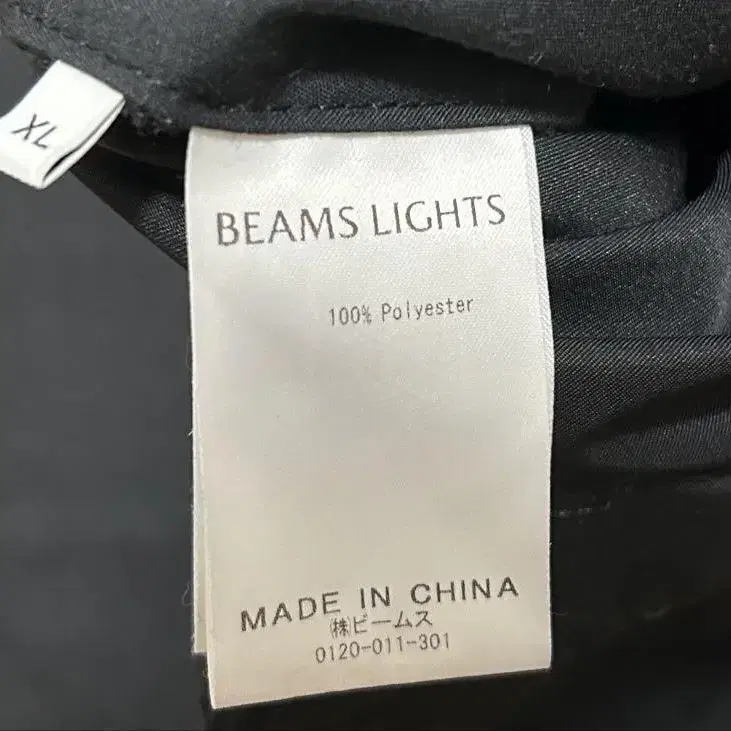 XL
BEAMS LIGHTS
100% Polyester
MADE IN CHINA
㈱ビームス
0120-011-301